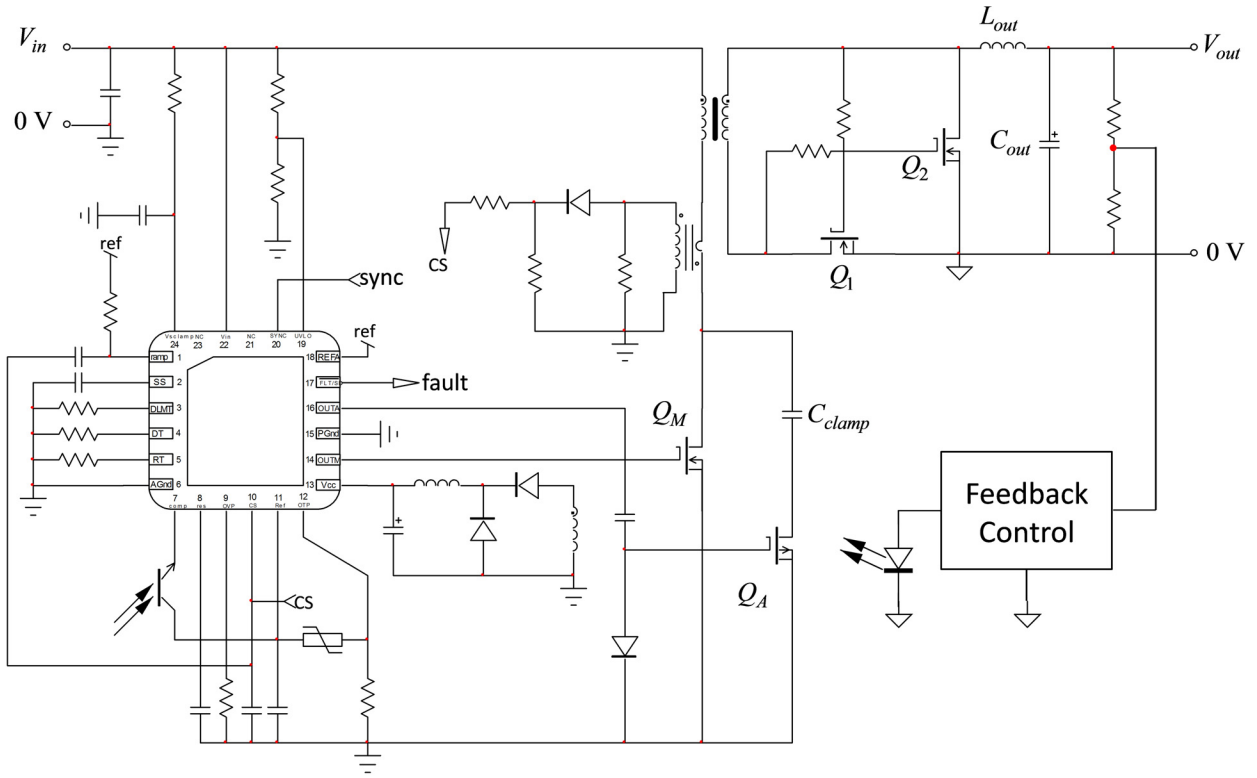 V_in
0 V
L_out
V_out
Q_2
C_out
0 V
Q_1
ref
CS
sync
Vsclamp NC Vin NC SYNC UVLO
24 23 22 21 20 19
ref
ramp 1
18 REFA
SS 2
17 FLT/S
fault
DLMT 3
16 OUTA
DT 4
15 PGnd
RT 5
14 OUTM
AGnd 6
13 Vcc
7 8 9 10 11 12
comp res OVP CS Ref OTP
Q_M
C_clamp
Q_A
CS
Feedback
Control